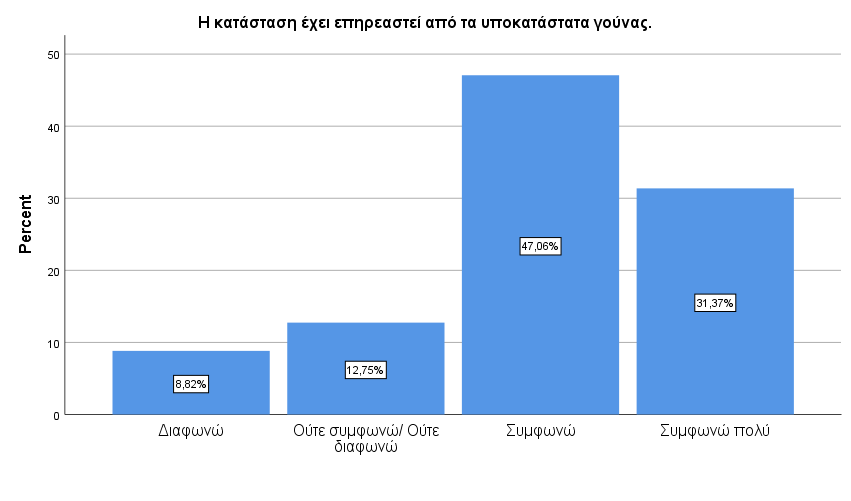 Η κατάσταση έχει επηρεαστεί από τα υποκατάστατα γούνας.
Percent
50
40
30
20
10
0
8,82%
12,75%
47,06%
31,37%
Διαφωνώ
Ούτε συμφωνώ/ Ούτε
διαφωνώ
Συμφωνώ
Συμφωνώ πολύ